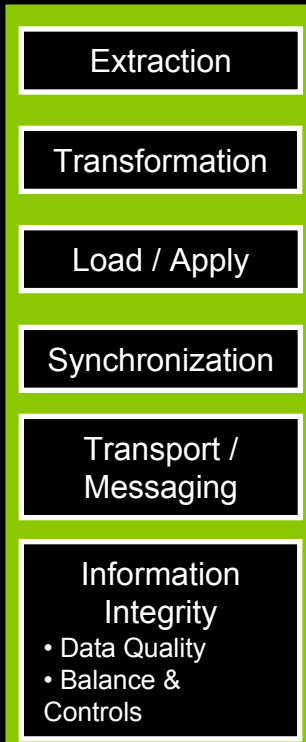 Extraction
Transformation
Load / Apply
Synchronization
Transport /
Messaging
Information
Integrity
• Data Quality
• Balance &
Controls